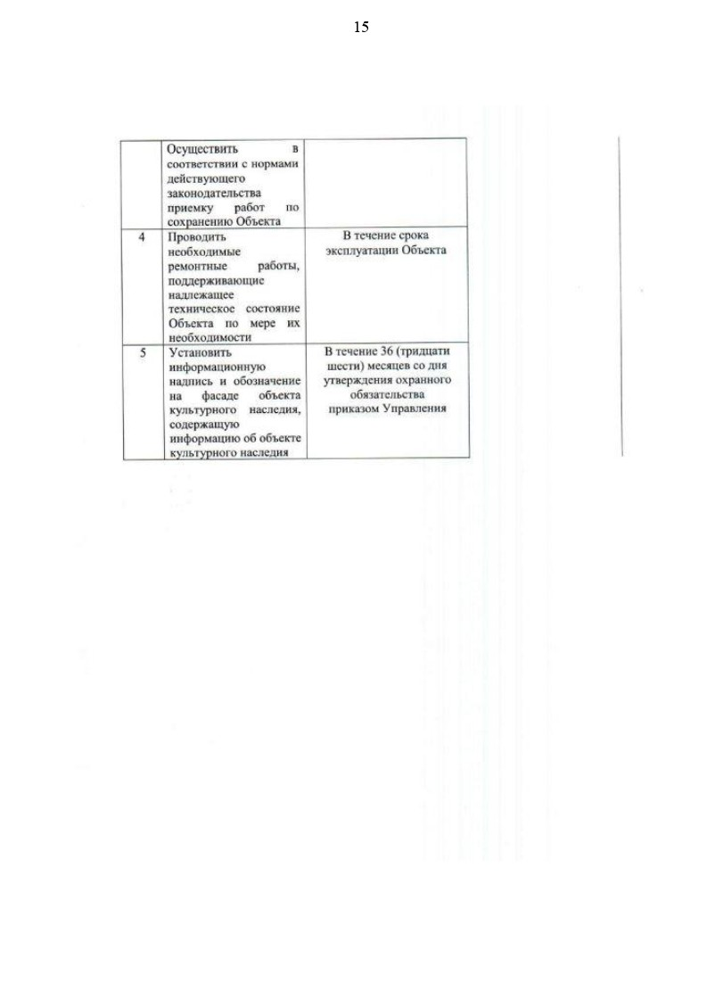 15
Осуществить в
соответствии с нормами
действующего
законодательства
приемку работ по
сохранению Объекта
4
Проводить
необходимые
ремонтные работы,
поддерживающие
надлежащее
техническое состояние
Объекта по мере их
необходимости
В течение срока
эксплуатации Объекта
5
Установить
информационную
надпись и обозначение
на фасаде объекта
культурного наследия,
содержащую
информацию об объекте
культурного наследия
В течение 36 (тридцати
шести) месяцев со дня
утверждения охранного
обязательства
приказом Управления